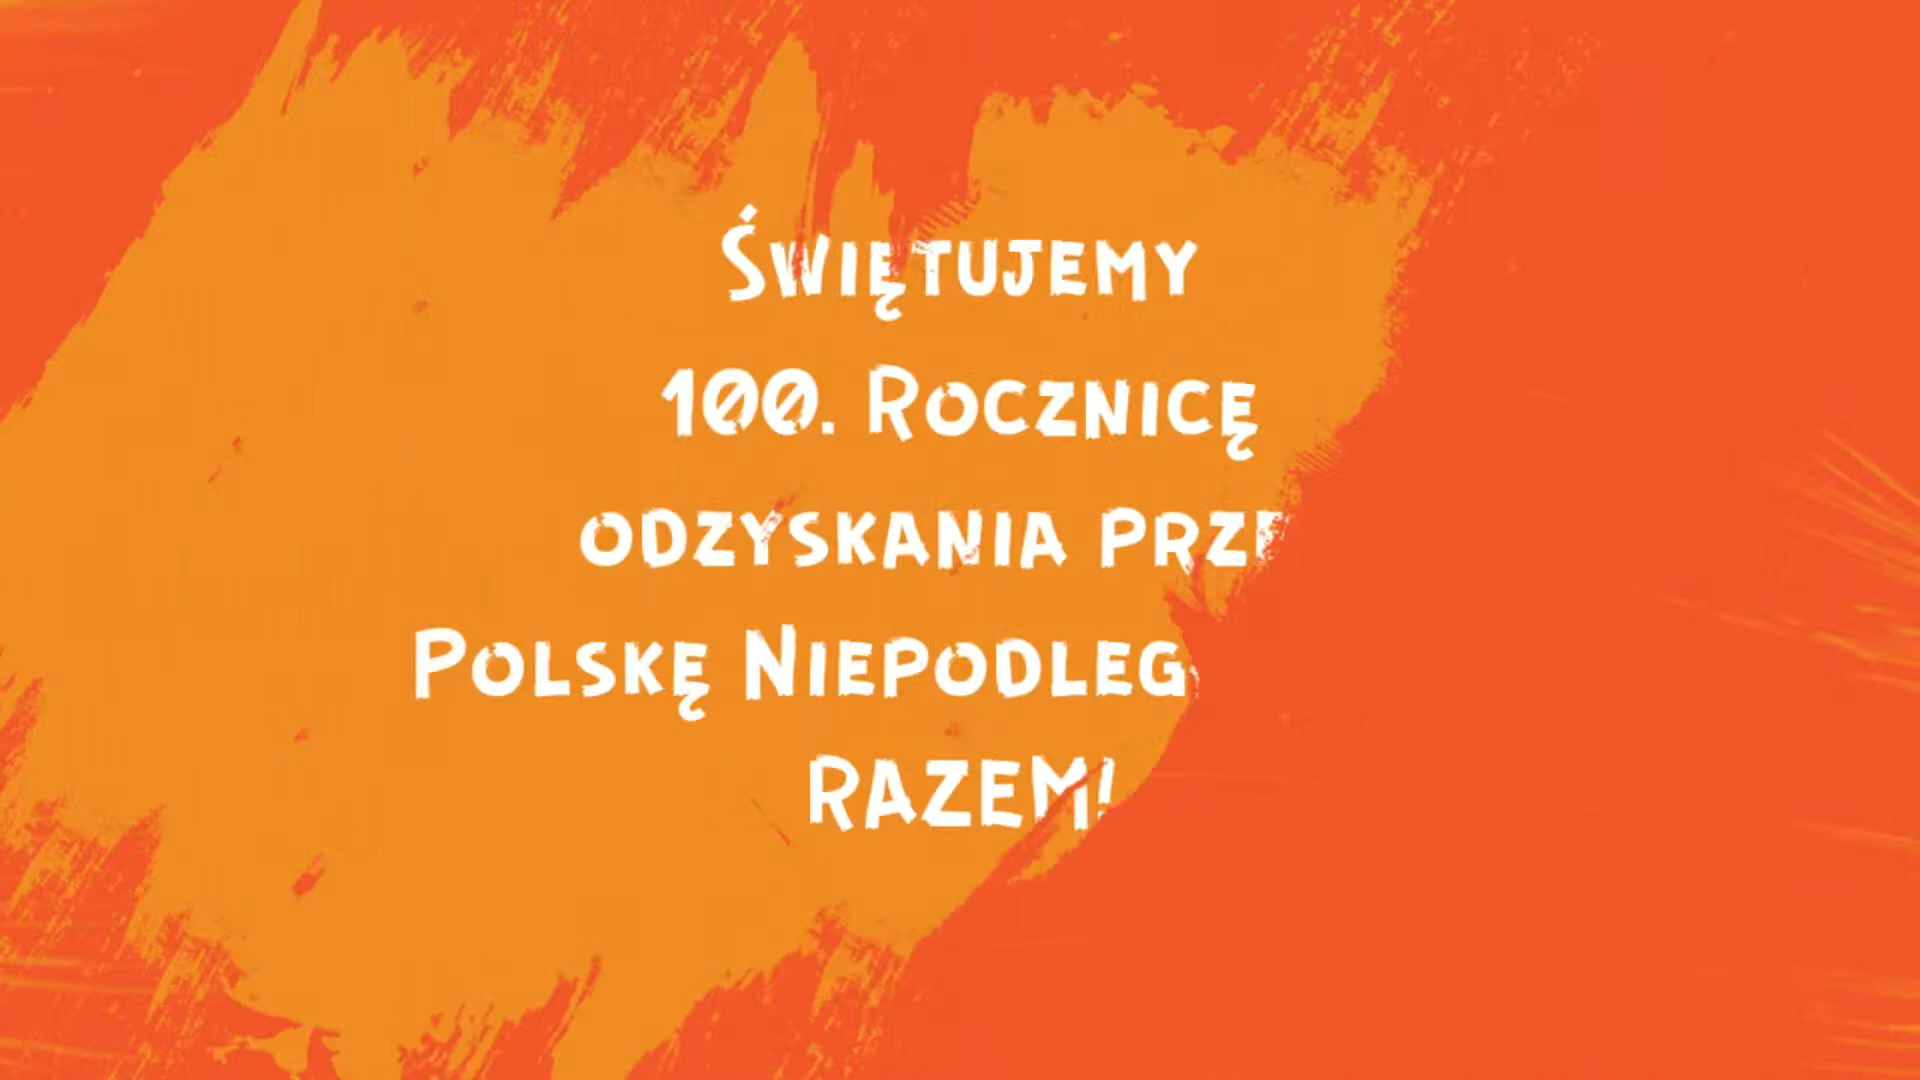 Świętujemy
100. Rocznicę
odzyskania
Polskę
RAZEM!